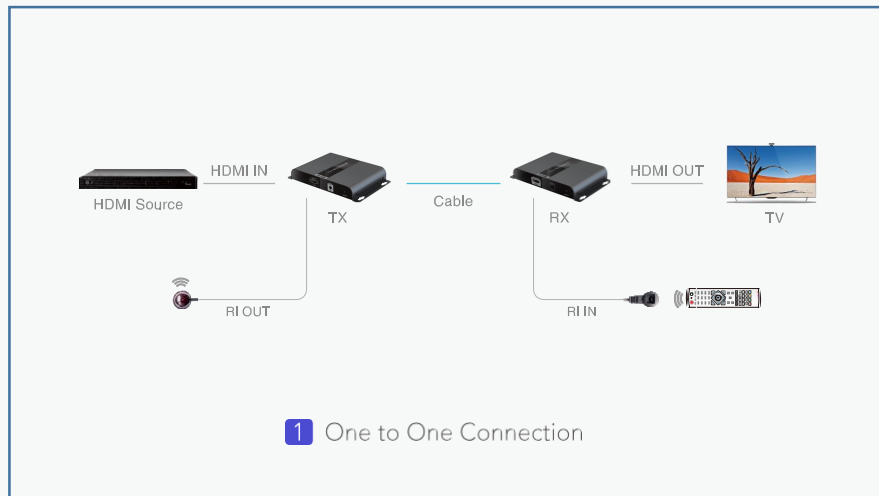 HDMI IN
HDMI OUT
HDMI Source
TX
Cable
RX
TV
RI OUT
RI IN
1 One to One Connection